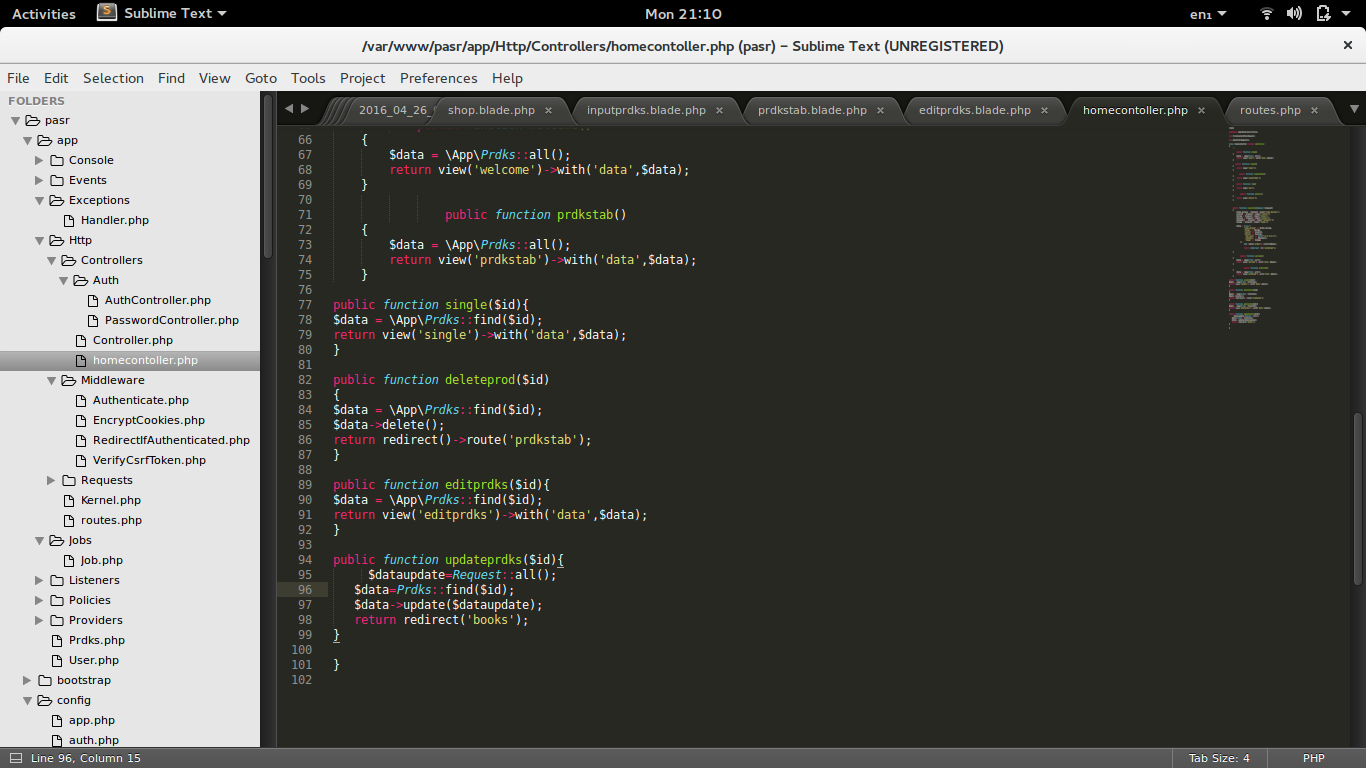 Activities Sublime Text Mon 21:10 en₁
/var/www/pasr/app/Http/Controllers/homecontoller.php (pasr) – Sublime Text (UNREGISTERED) ×
File Edit Selection Find View Goto Tools Project Preferences Help
FOLDERS
pasr
app
Console
Events
Exceptions
Handler.php
Http
Controllers
Auth
AuthController.php
PasswordController.php
Controller.php
homecontoller.php
Middleware
Authenticate.php
EncryptCookies.php
RedirectIfAuthenticated.php
VerifyCsrfToken.php
Requests
Kernel.php
routes.php
Jobs
Job.php
Listeners
Events
Policies
Providers
Prdks.php
User.php
bootstrap
config
app.php
auth.php
2016_04_26_ shop.blade.php × inputprdks.blade.php × prdkstab.blade.php × editprdks.blade.php × homecontoller.php × routes.php ×
66 {
67 $data = \App\Prdks::all();
68 return view('welcome')->with('data',$data);
69 }
70
71 public function prdkstab()
72 {
73 $data = \App\Prdks::all();
74 return view('prdkstab')->with('data',$data);
75 }
76
77 public function single($id){
78 $data = \App\Prdks::find($id);
79 return view('single')->with('data',$data);
80 }
81
82 public function deleteprod($id)
83 {
84 $data = \App\Prdks::find($id);
85 $data->delete();
86 return redirect()->route('prdkstab');
87 }
88
89 public function editprdks($id){
90 $data = \App\Prdks::find($id);
91 return view('editprdks')->with('data',$data);
92 }
93
94 public function updateprdks($id){
95 $dataupdate=Request::all();
96 $data=Prdks::find($id);
97 $data->update($dataupdate);
98 return redirect('books');
99 }
100
101 }
102
Line 96, Column 15 Tab Size: 4 PHP